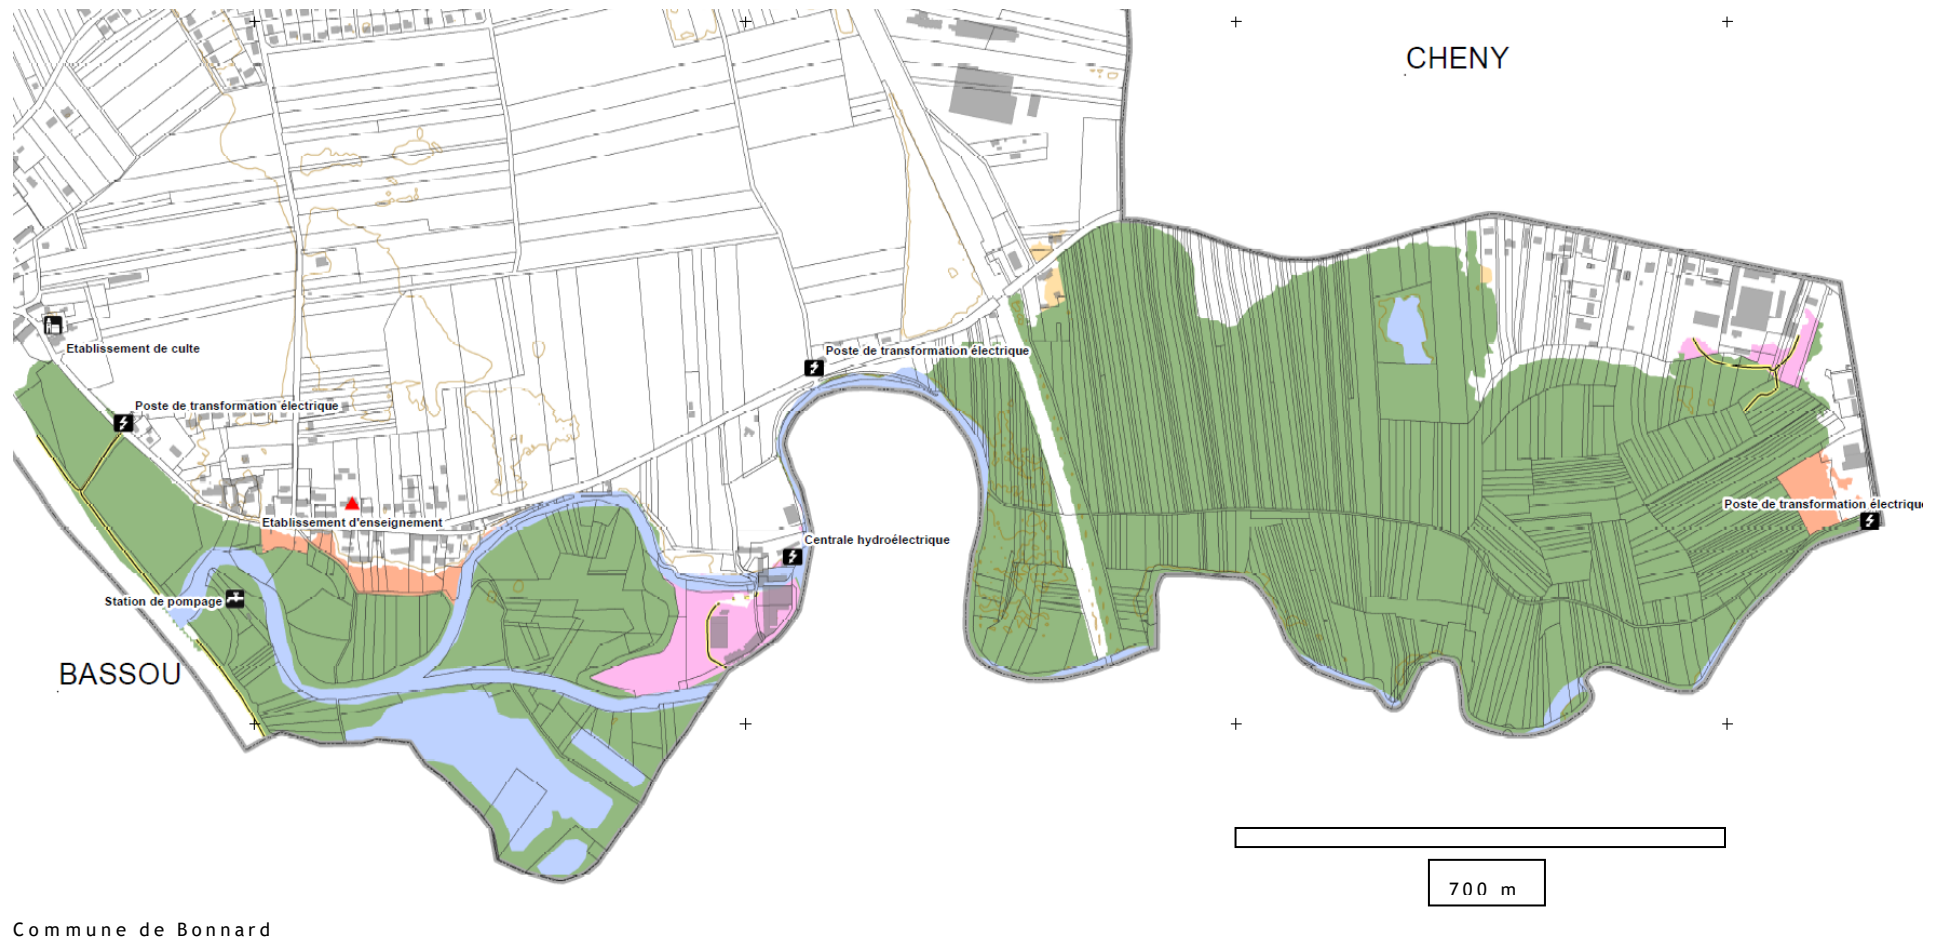 CHENY
Etablissement de culte
Poste de transformation électrique
Poste de transformation électrique
Poste de transformation électrique
Etablissement d'enseignement
Centrale hydroélectrique
Station de pompage
BASSOU
700 m
Commune de Bonnard